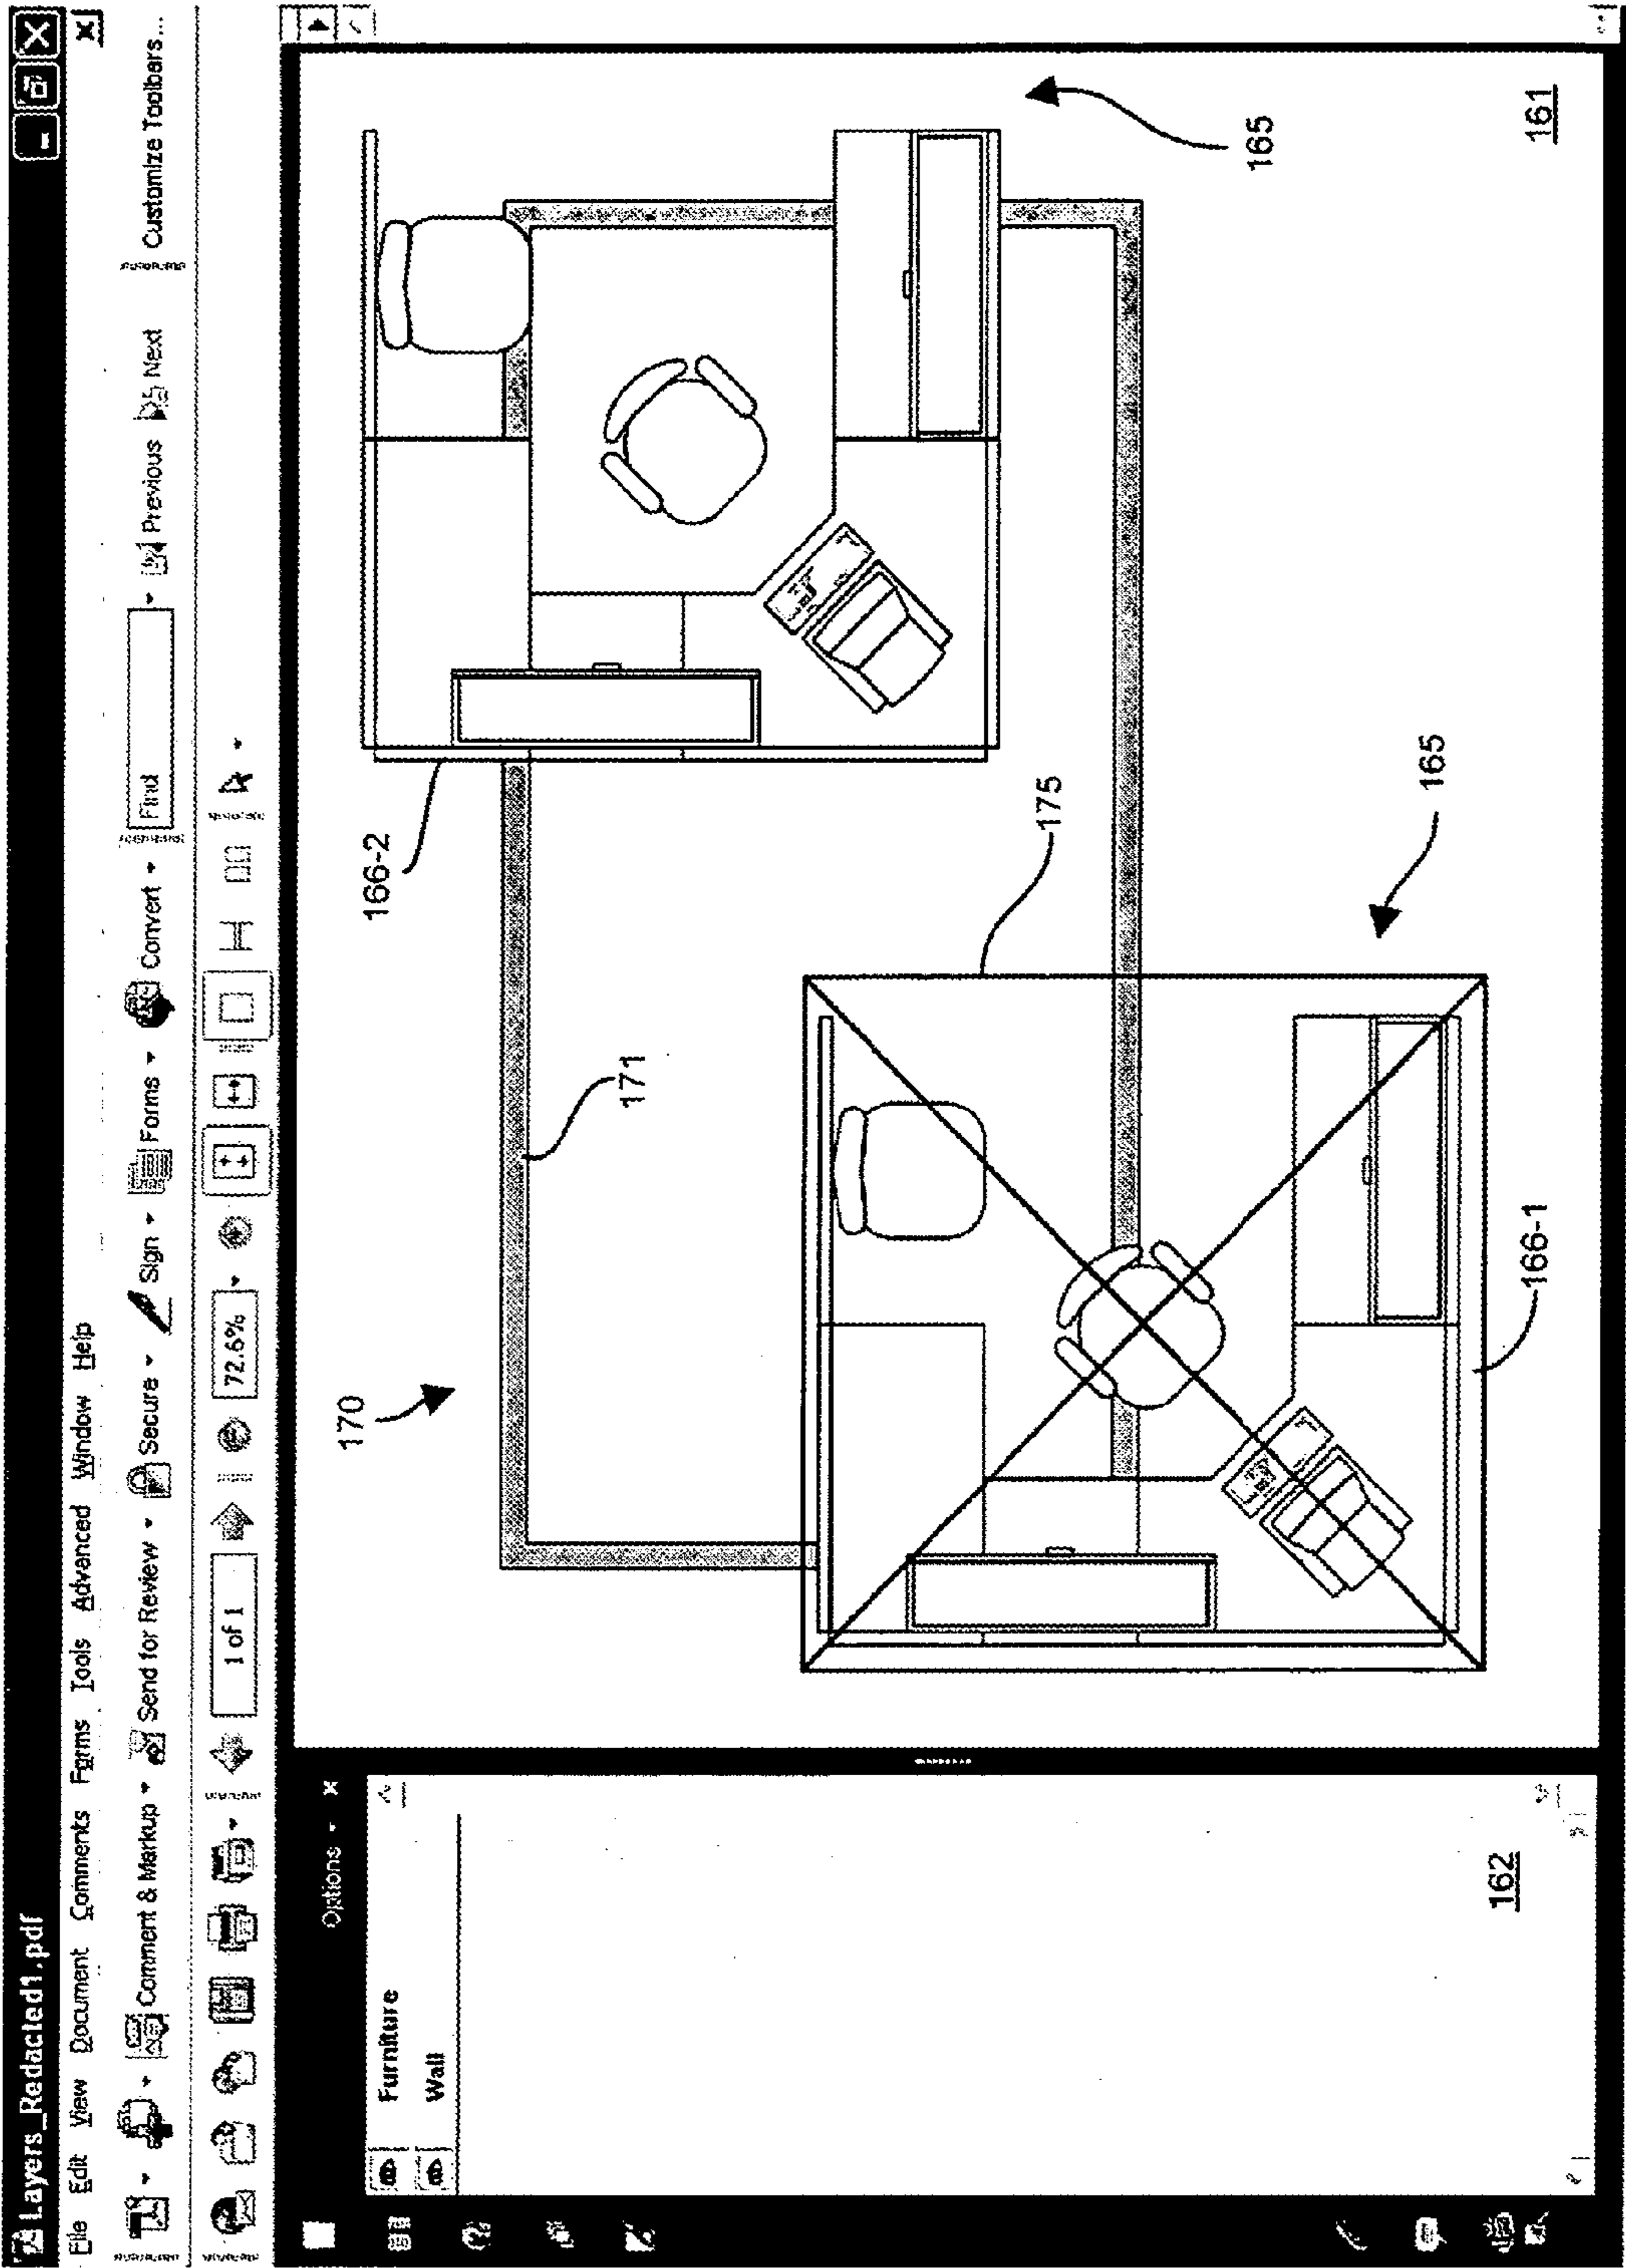 Layers_Redacted1.pdf
File Edit View Document Comments Forms Tools Advanced Window Help
Comment & Markup Send for Review Secure Sign Forms Convert Find Previous Next Customize Toolbars...
1 of 1 72.6%
Options x
Furniture
Wall
162
170
171
166-2
175
165
165
166-1
161